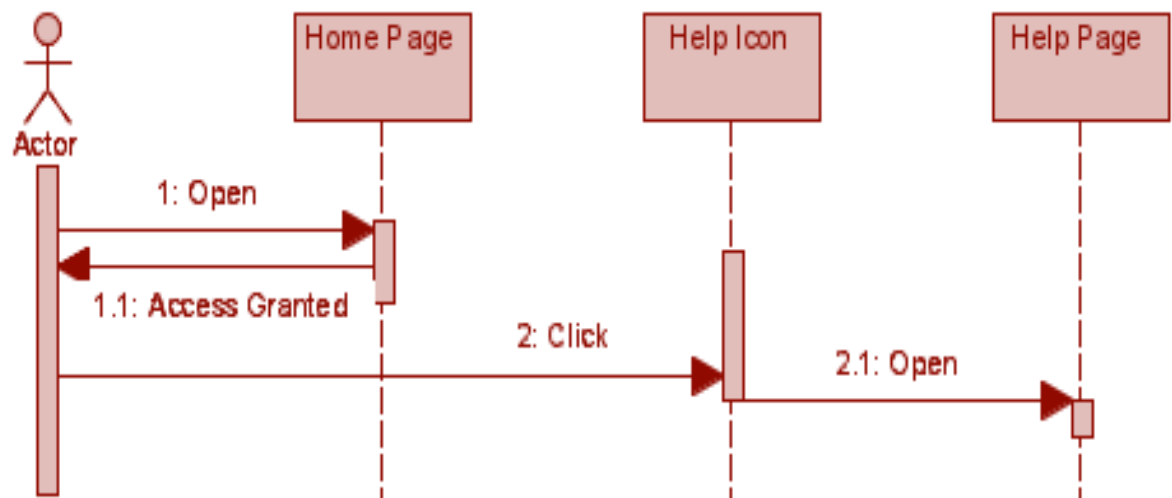 Home Page
Help Icon
Help Page
Actor
1: Open
1.1: Access Granted
2: Click
2.1: Open